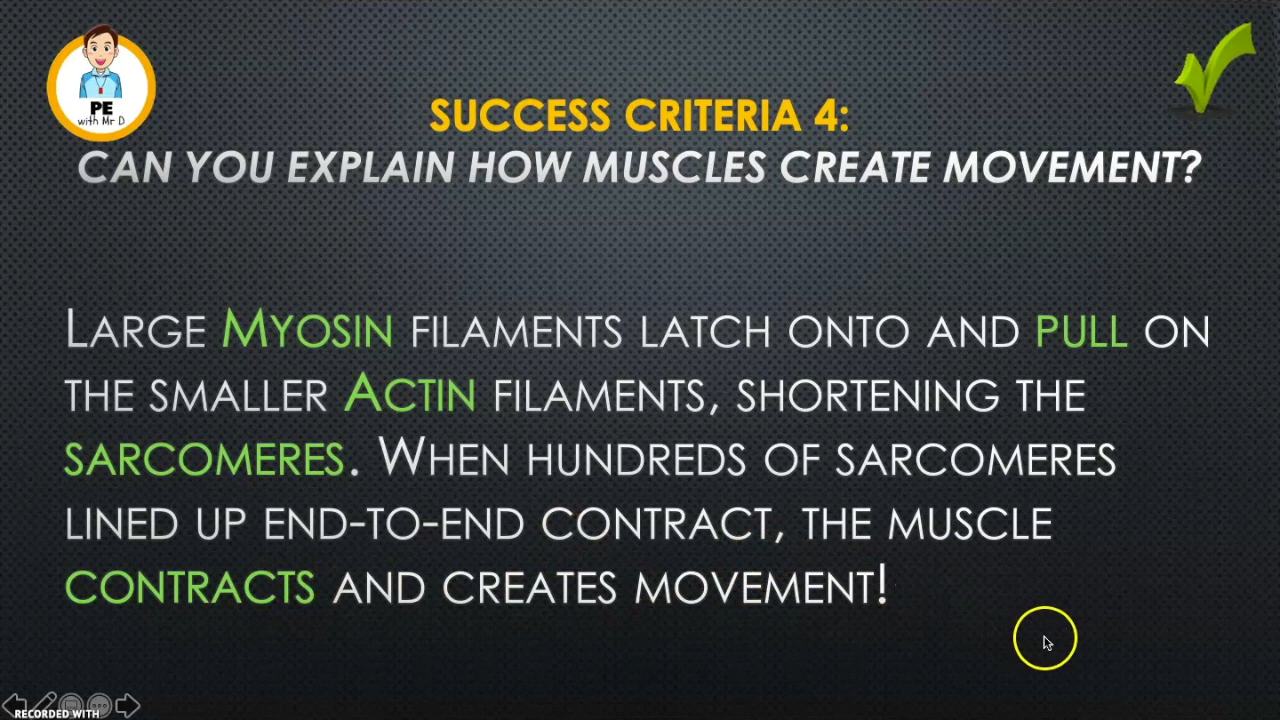 PE
with Mr D
SUCCESS CRITERIA 4:
CAN YOU EXPLAIN HOW MUSCLES CREATE MOVEMENT?
LARGE MYOSIN FILAMENTS LATCH ONTO AND PULL ON
THE SMALLER ACTIN FILAMENTS, SHORTENING THE
SARCOMERES. WHEN HUNDREDS OF SARCOMERES
LINED UP END-TO-END CONTRACT, THE MUSCLE
CONTRACTS AND CREATES MOVEMENT!
RECORDED WITH